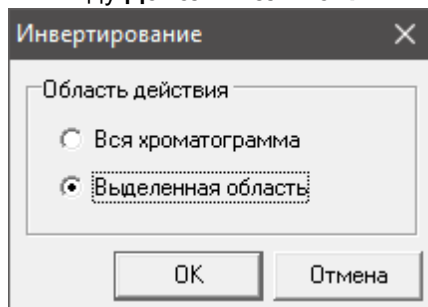 Инвертирование
Область действия
Вся хроматограмма
Выделенная область
OK
Отмена